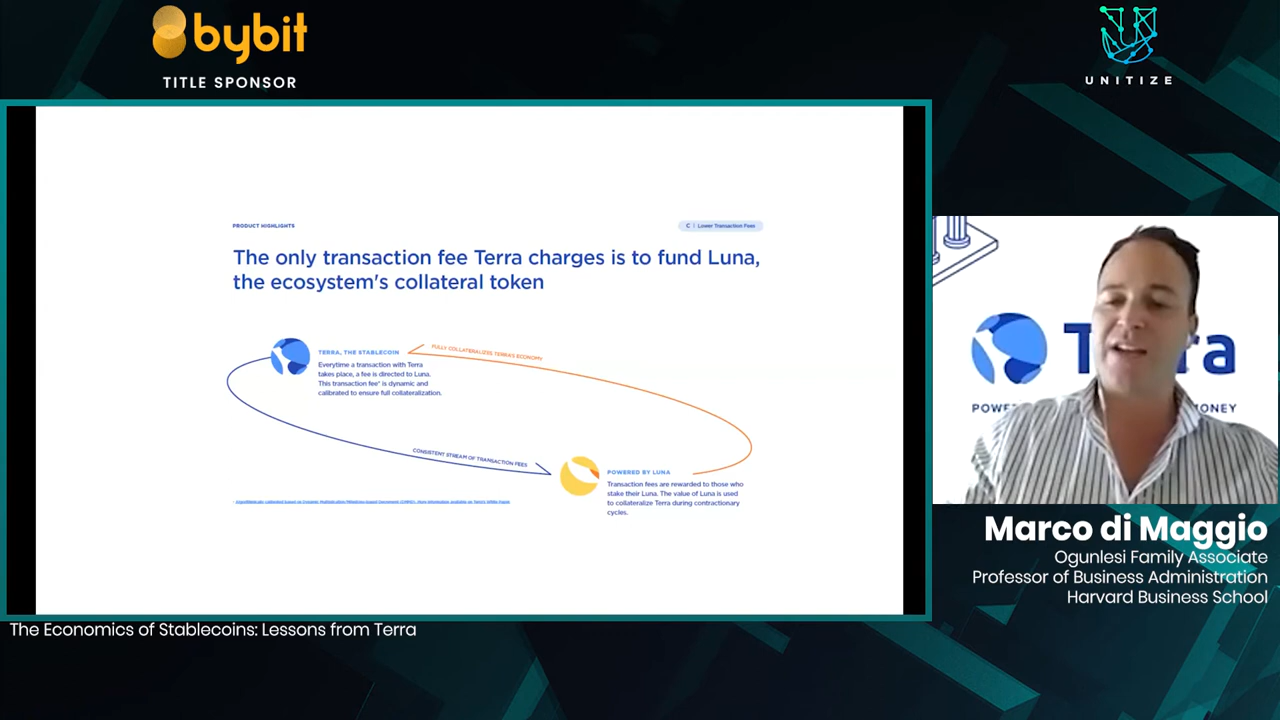 bybit
TITLE SPONSOR
UNITIZE
PRODUCT HIGHLIGHTS
C | Lower Transaction Fees
The only transaction fee Terra charges is to fund Luna,
the ecosystem's collateral token
TERRA, THE STABLECOIN
Everytime a transaction with Terra
takes place, a fee is directed to Luna.
This transaction fee* is dynamic and
calibrated to ensure full collateralization.
FULLY COLLATERALIZES TERRA'S ECONOMY
CONSISTENT STREAM OF TRANSACTION FEES
POWERED BY LUNA
Transaction fees are rewarded to those who
stake their Luna. The value of Luna is used
to collateralize Terra during contractionary
cycles.
Marco di Maggio
Ogunlesi Family Associate
Professor of Business Administration
Harvard Business School
The Economics of Stablecoins: Lessons from Terra